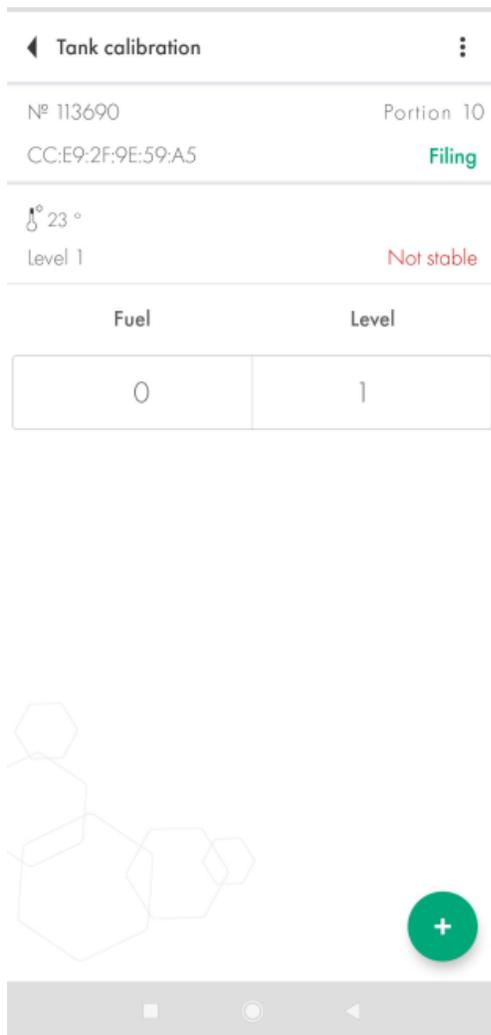 Tank calibration
Nº 113690 Portion 10
CC:E9:2F:9E:59:A5 Filing
23 °
Level 1 Not stable
Fuel Level
0 1
+